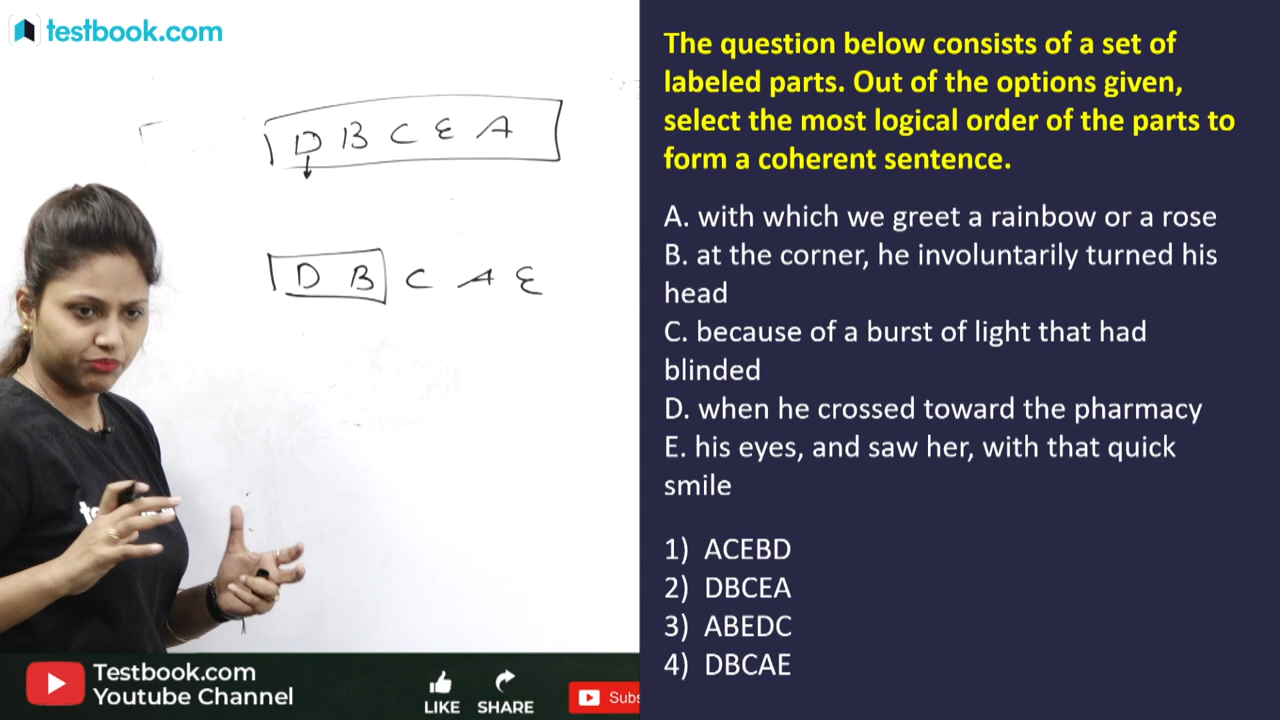 testbook.com
D B C E A
D B C A E
The question below consists of a set of
labeled parts. Out of the options given,
select the most logical order of the parts to
form a coherent sentence.
A. with which we greet a rainbow or a rose
B. at the corner, he involuntarily turned his
head
C. because of a burst of light that had
blinded
D. when he crossed toward the pharmacy
E. his eyes, and saw her, with that quick
smile
1) ACEBD
2) DBCEA
3) ABEDC
4) DBCAE
Testbook.com
Youtube Channel
LIKE SHARE
Subs